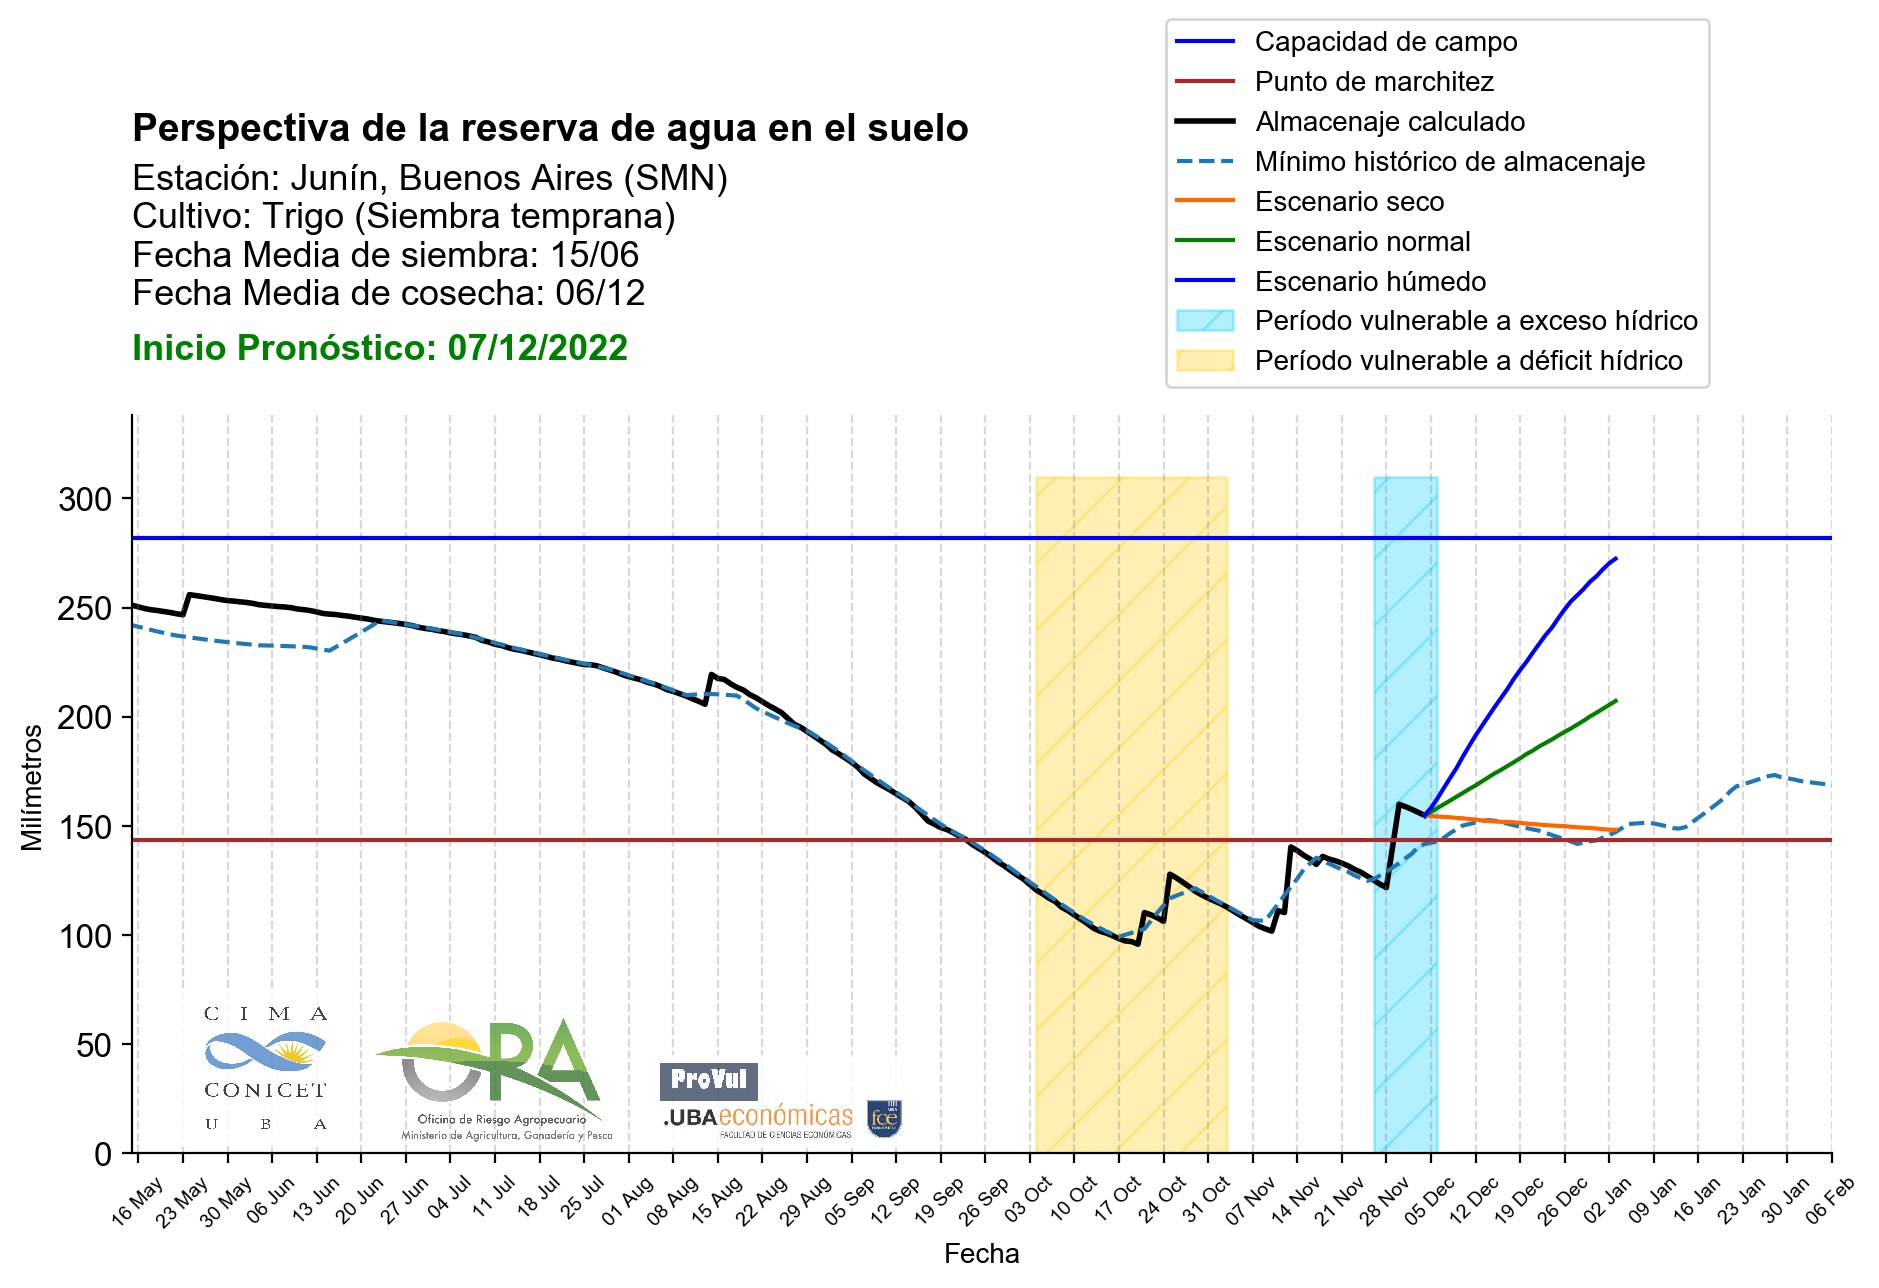 Capacidad de campo
Punto de marchitez
Almacenaje calculado
Mínimo histórico de almacenaje
Escenario seco
Escenario normal
Escenario húmedo
Período vulnerable a exceso hídrico
Período vulnerable a déficit hídrico
Perspectiva de la reserva de agua en el suelo
Estación: Junín, Buenos Aires (SMN)
Cultivo: Trigo (Siembra temprana)
Fecha Media de siembra: 15/06
Fecha Media de cosecha: 06/12
Inicio Pronóstico: 07/12/2022
Milímetros
300
250
200
150
100
50
0
CIMA
CONICET
UBA
ORA
Oficina de Riesgo Agropecuario
Ministerio de Agricultura, Ganadería y Pesca
ProVul
.UBAeconómicas
FACULTAD DE CIENCIAS ECONÓMICAS
fce
16 May
23 May
30 May
06 Jun
13 Jun
20 Jun
27 Jun
04 Jul
11 Jul
18 Jul
25 Jul
01 Aug
08 Aug
15 Aug
22 Aug
29 Aug
05 Sep
12 Sep
19 Sep
26 Sep
03 Oct
10 Oct
17 Oct
24 Oct
31 Oct
07 Nov
14 Nov
21 Nov
28 Nov
05 Dec
12 Dec
19 Dec
26 Dec
02 Jan
09 Jan
16 Jan
23 Jan
30 Jan
06 Feb
Fecha